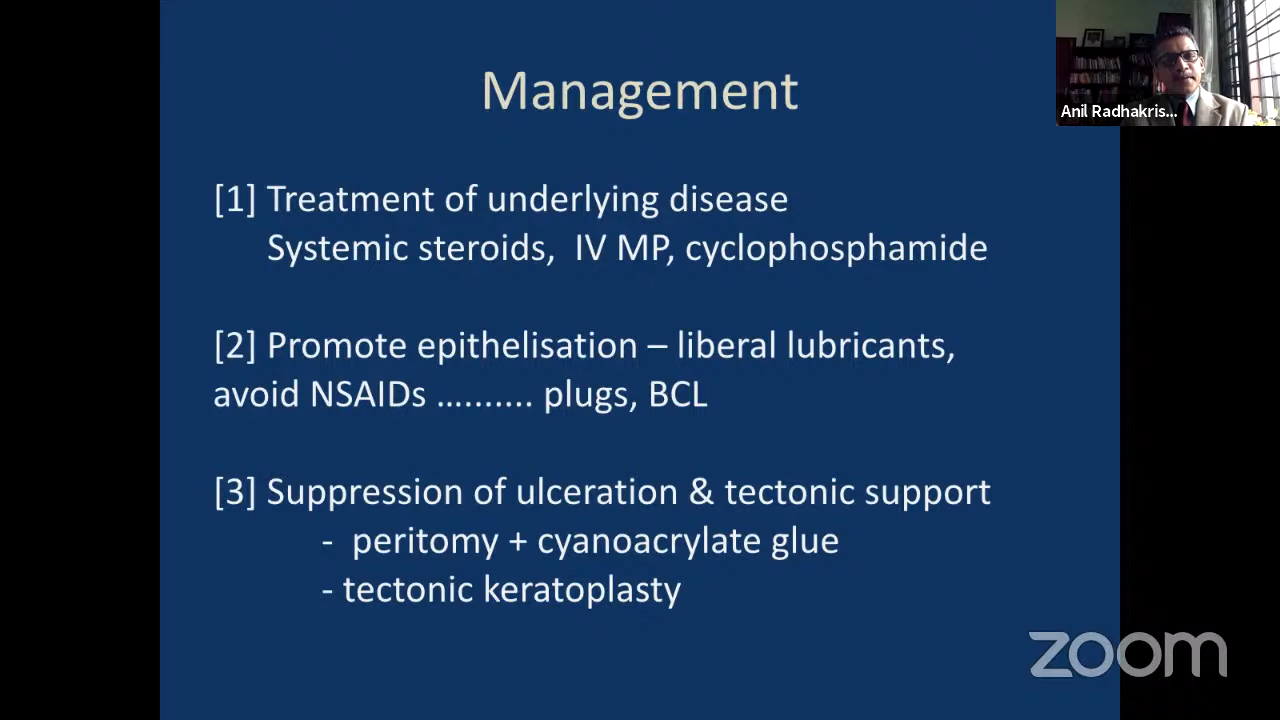 Management
Anil Radhakris...
[1] Treatment of underlying disease
Systemic steroids,  IV MP, cyclophosphamide
[2] Promote epithelisation – liberal lubricants,
avoid NSAIDs …....... plugs, BCL
[3] Suppression of ulceration & tectonic support
-  peritomy + cyanoacrylate glue
- tectonic keratoplasty
zoom